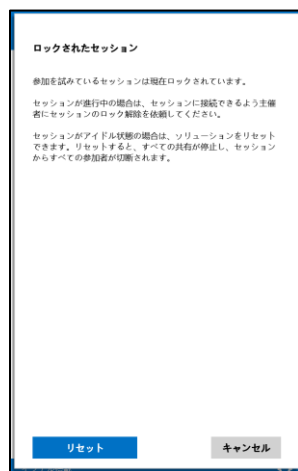 ロックされたセッション
参加を試みているセッションは現在ロックされています。
セッションが進行中の場合は、セッションに接続できるよう主催
者にセッションのロック解除を依頼してください。
セッションがアイドル状態の場合は、ソリューションをリセット
できます。リセットすると、すべての共有が停止し、セッション
からすべての参加者が切断されます。
リセット
キャンセル